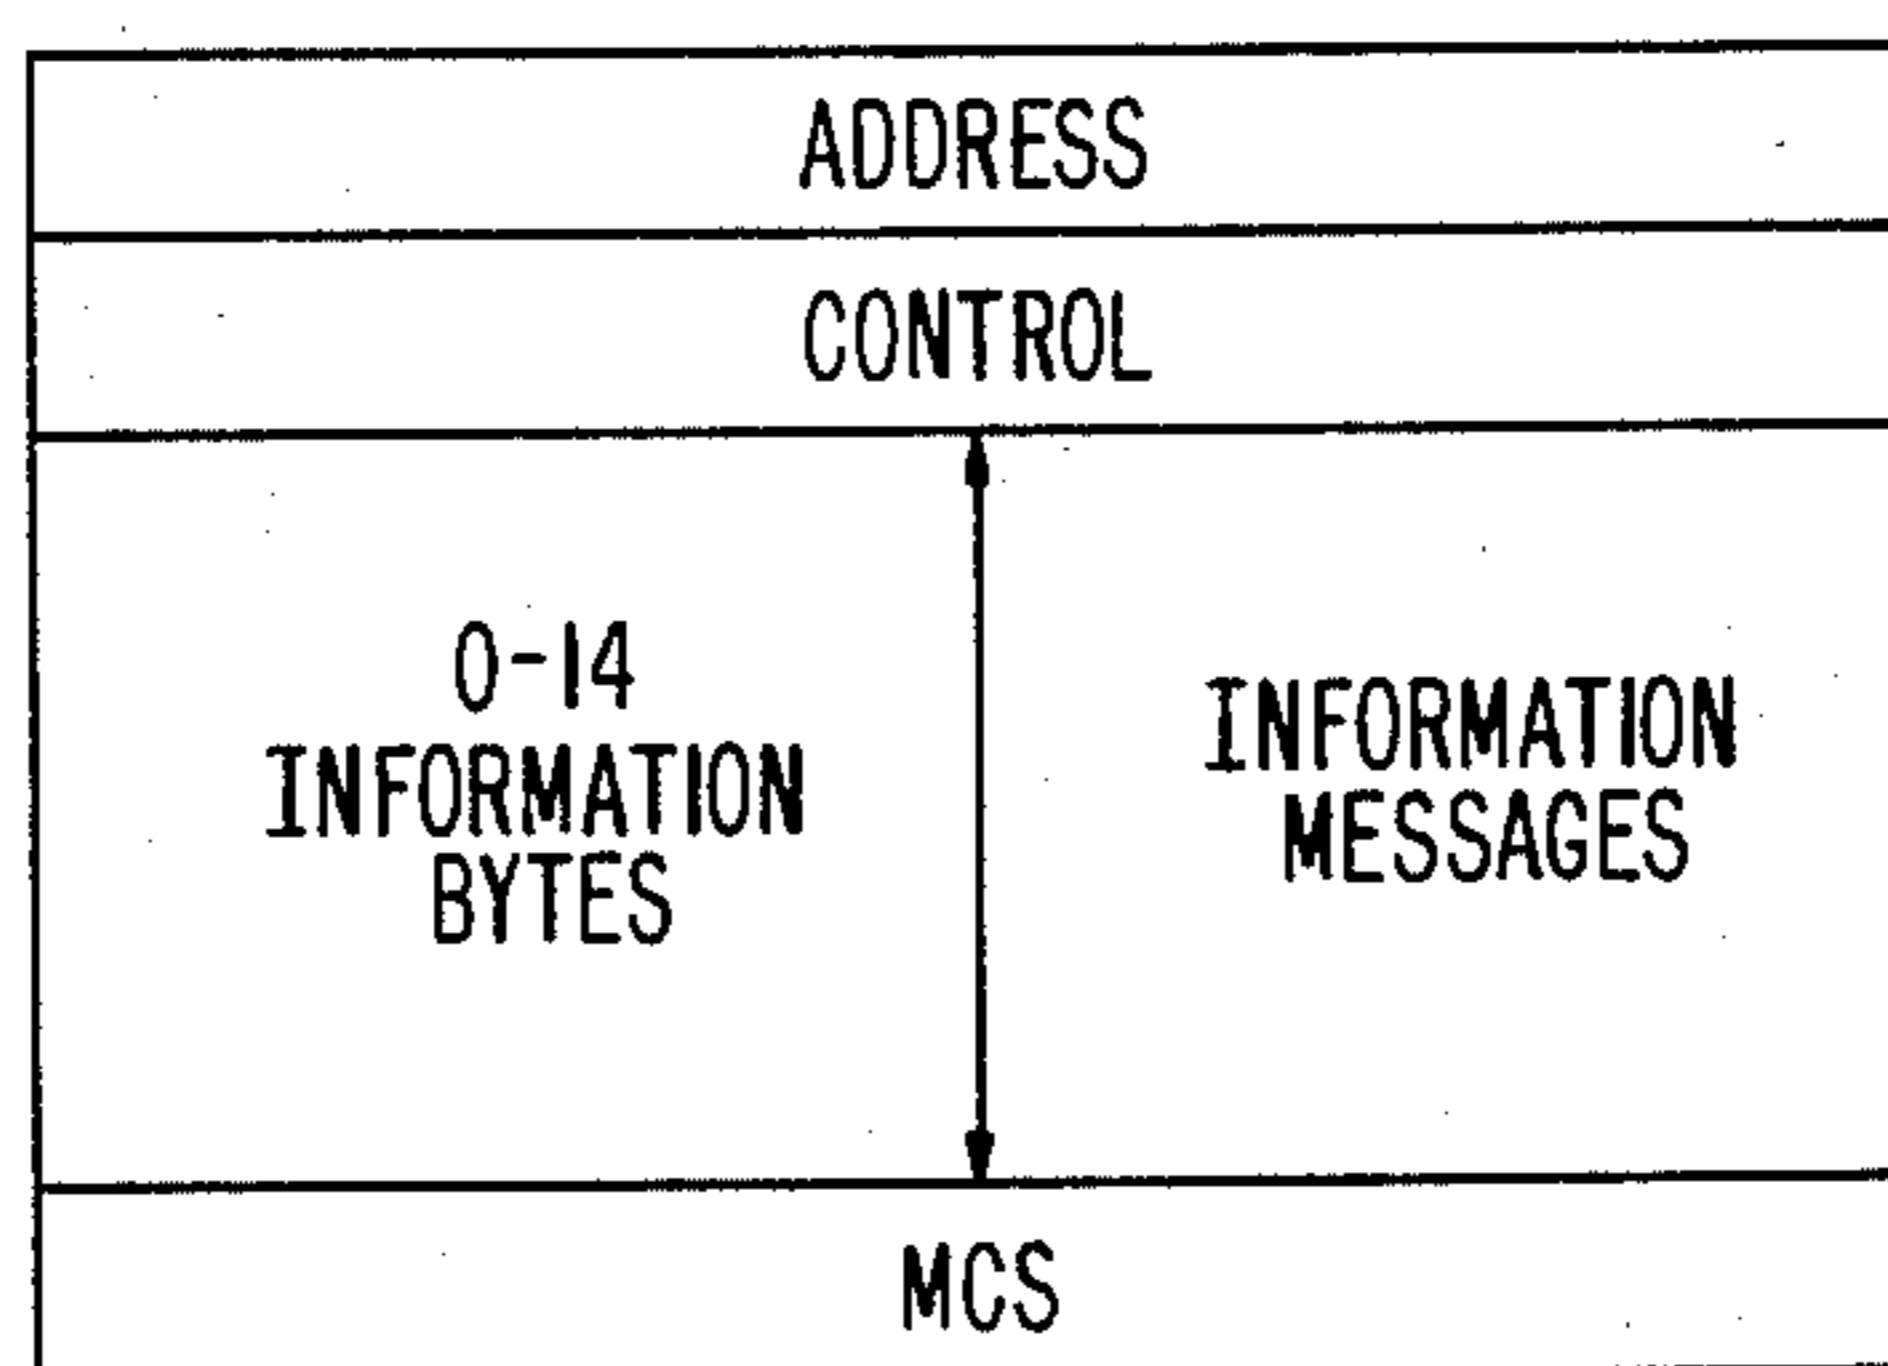 ADDRESS
CONTROL
0-14
INFORMATION
BYTES
INFORMATION
MESSAGES
MCS